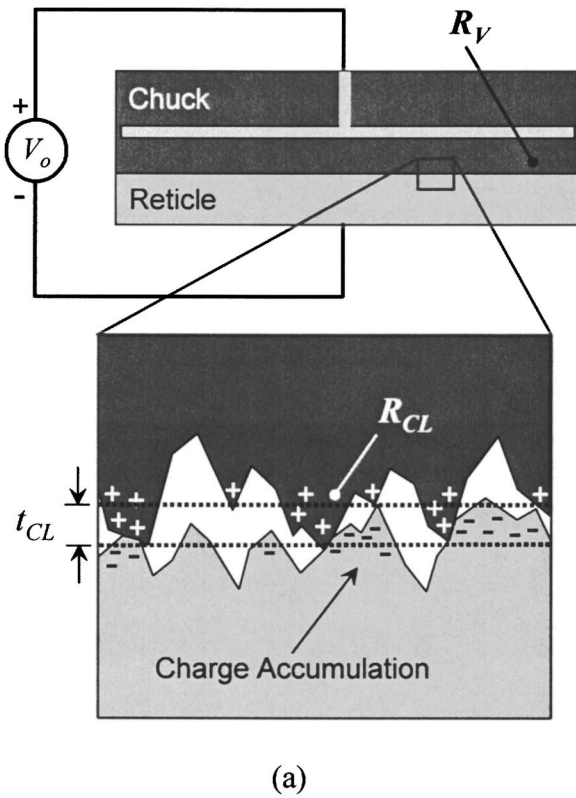 R_V
Chuck
+
V_o
-
Reticle
R_CL
+ + + + + + + + + + + + + +
t_CL
- - - - - - - - - - - - - - - -
Charge Accumulation
(a)